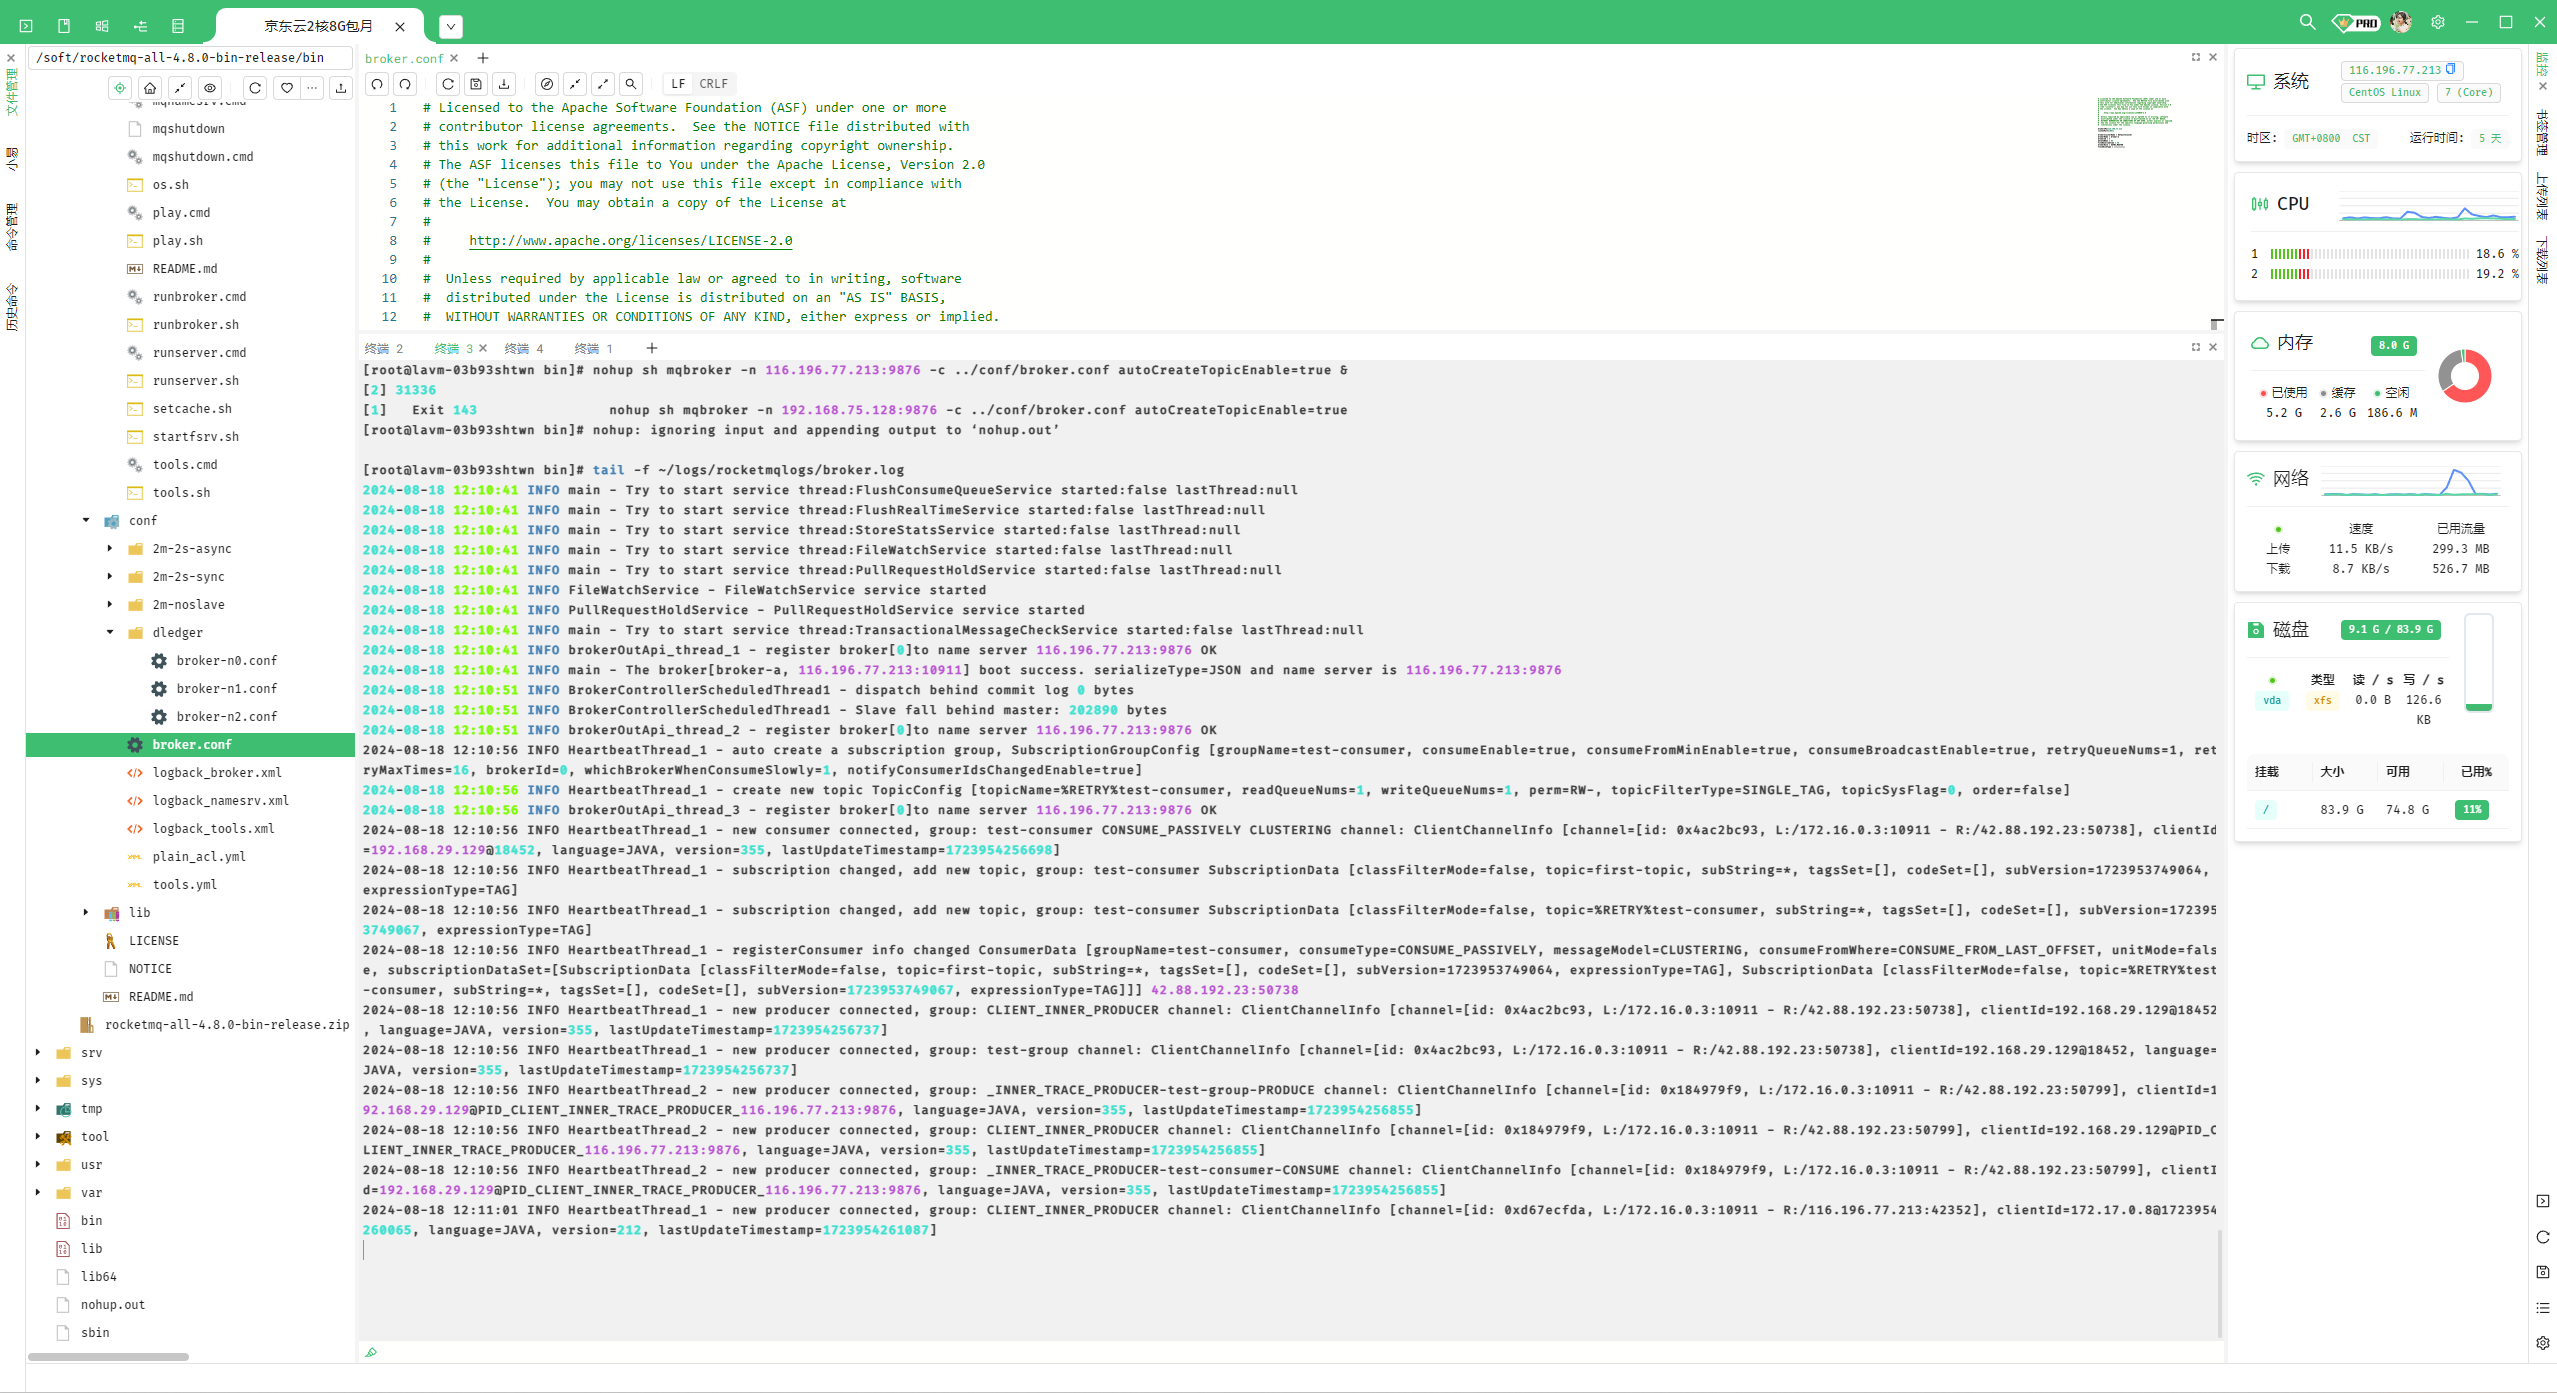 京东云2核8G包月
PRO
文件管理
小易
命令管理
历史命令
/soft/rocketmq-all-4.8.0-bin-release/bin
mqnamesrv.cmd
mqshutdown
mqshutdown.cmd
os.sh
play.cmd
play.sh
README.md
runbroker.cmd
runbroker.sh
runserver.cmd
runserver.sh
setcache.sh
startfsrv.sh
tools.cmd
tools.sh
conf
2m-2s-async
2m-2s-sync
2m-noslave
dledger
broker-n0.conf
broker-n1.conf
broker-n2.conf
broker.conf
logback_broker.xml
logback_namesrv.xml
logback_tools.xml
plain_acl.yml
tools.yml
lib
LICENSE
NOTICE
README.md
rocketmq-all-4.8.0-bin-release.zip
srv
sys
tmp
tool
usr
var
bin
lib
lib64
nohup.out
sbin
broker.conf
LF CRLF
1 # Licensed to the Apache Software Foundation (ASF) under one or more
2 # contributor license agreements.  See the NOTICE file distributed with
3 # this work for additional information regarding copyright ownership.
4 # The ASF licenses this file to You under the Apache License, Version 2.0
5 # (the "License"); you may not use this file except in compliance with
6 # the License.  You may obtain a copy of the License at
7 #
8 #     http://www.apache.org/licenses/LICENSE-2.0
9 #
10 #  Unless required by applicable law or agreed to in writing, software
11 #  distributed under the License is distributed on an "AS IS" BASIS,
12 #  WITHOUT WARRANTIES OR CONDITIONS OF ANY KIND, either express or implied.
终端 2 终端 3 终端 4 终端 1
[root@lavm-03b93shtwn bin]# nohup sh mqbroker -n 116.196.77.213:9876 -c ../conf/broker.conf autoCreateTopicEnable=true &
[2] 31336
[1]   Exit 143                nohup sh mqbroker -n 192.168.75.128:9876 -c ../conf/broker.conf autoCreateTopicEnable=true
[root@lavm-03b93shtwn bin]# nohup: ignoring input and appending output to ‘nohup.out’
[root@lavm-03b93shtwn bin]# tail -f ~/logs/rocketmqlogs/broker.log
2024-08-18 12:10:41 INFO main - Try to start service thread:FlushConsumeQueueService started:false lastThread:null
2024-08-18 12:10:41 INFO main - Try to start service thread:FlushRealTimeService started:false lastThread:null
2024-08-18 12:10:41 INFO main - Try to start service thread:StoreStatsService started:false lastThread:null
2024-08-18 12:10:41 INFO main - Try to start service thread:FileWatchService started:false lastThread:null
2024-08-18 12:10:41 INFO main - Try to start service thread:PullRequestHoldService started:false lastThread:null
2024-08-18 12:10:41 INFO FileWatchService - FileWatchService service started
2024-08-18 12:10:41 INFO PullRequestHoldService - PullRequestHoldService service started
2024-08-18 12:10:41 INFO main - Try to start service thread:TransactionalMessageCheckService started:false lastThread:null
2024-08-18 12:10:41 INFO brokerOutApi_thread_1 - register broker[0]to name server 116.196.77.213:9876 OK
2024-08-18 12:10:41 INFO main - The broker[broker-a, 116.196.77.213:10911] boot success. serializeType=JSON and name server is 116.196.77.213:9876
2024-08-18 12:10:51 INFO BrokerControllerScheduledThread1 - dispatch behind commit log 0 bytes
2024-08-18 12:10:51 INFO BrokerControllerScheduledThread1 - Slave fall behind master: 202890 bytes
2024-08-18 12:10:51 INFO brokerOutApi_thread_2 - register broker[0]to name server 116.196.77.213:9876 OK
2024-08-18 12:10:56 INFO HeartbeatThread_1 - auto create a subscription group, SubscriptionGroupConfig [groupName=test-consumer, consumeEnable=true, consumeFromMinEnable=true, consumeBroadcastEnable=true, retryQueueNums=1, ret
ryMaxTimes=16, brokerId=0, whichBrokerWhenConsumeSlowly=1, notifyConsumerIdsChangedEnable=true]
2024-08-18 12:10:56 INFO HeartbeatThread_1 - create new topic TopicConfig [topicName=%RETRY%test-consumer, readQueueNums=1, writeQueueNums=1, perm=RW-, topicFilterType=SINGLE_TAG, topicSysFlag=0, order=false]
2024-08-18 12:10:56 INFO brokerOutApi_thread_3 - register broker[0]to name server 116.196.77.213:9876 OK
2024-08-18 12:10:56 INFO HeartbeatThread_1 - new consumer connected, group: test-consumer CONSUME_PASSIVELY CLUSTERING channel: ClientChannelInfo [channel=[id: 0x4ac2bc93, L:/172.16.0.3:10911 - R:/42.88.192.23:50738], clientId
=192.168.29.129@18452, language=JAVA, version=355, lastUpdateTimestamp=1723954256698]
2024-08-18 12:10:56 INFO HeartbeatThread_1 - subscription changed, add new topic, group: test-consumer SubscriptionData [classFilterMode=false, topic=first-topic, subString=*, tagsSet=[], codeSet=[], subVersion=1723953749064,
expressionType=TAG]
2024-08-18 12:10:56 INFO HeartbeatThread_1 - subscription changed, add new topic, group: test-consumer SubscriptionData [classFilterMode=false, topic=%RETRY%test-consumer, subString=*, tagsSet=[], codeSet=[], subVersion=172395
3749067, expressionType=TAG]
2024-08-18 12:10:56 INFO HeartbeatThread_1 - registerConsumer info changed ConsumerData [groupName=test-consumer, consumeType=CONSUME_PASSIVELY, messageModel=CLUSTERING, consumeFromWhere=CONSUME_FROM_LAST_OFFSET, unitMode=fals
e, subscriptionDataSet=[SubscriptionData [classFilterMode=false, topic=first-topic, subString=*, tagsSet=[], codeSet=[], subVersion=1723953749064, expressionType=TAG], SubscriptionData [classFilterMode=false, topic=%RETRY%test
-consumer, subString=*, tagsSet=[], codeSet=[], subVersion=1723953749067, expressionType=TAG]]] 42.88.192.23:50738
2024-08-18 12:10:56 INFO HeartbeatThread_1 - new producer connected, group: CLIENT_INNER_PRODUCER channel: ClientChannelInfo [channel=[id: 0x4ac2bc93, L:/172.16.0.3:10911 - R:/42.88.192.23:50738], clientId=192.168.29.129@18452
, language=JAVA, version=355, lastUpdateTimestamp=1723954256737]
2024-08-18 12:10:56 INFO HeartbeatThread_1 - new producer connected, group: test-group channel: ClientChannelInfo [channel=[id: 0x4ac2bc93, L:/172.16.0.3:10911 - R:/42.88.192.23:50738], clientId=192.168.29.129@18452, language=
JAVA, version=355, lastUpdateTimestamp=1723954256737]
2024-08-18 12:10:56 INFO HeartbeatThread_2 - new producer connected, group: _INNER_TRACE_PRODUCER-test-group-PRODUCE channel: ClientChannelInfo [channel=[id: 0x184979f9, L:/172.16.0.3:10911 - R:/42.88.192.23:50799], clientId=1
92.168.29.129@PID_CLIENT_INNER_TRACE_PRODUCER_116.196.77.213:9876, language=JAVA, version=355, lastUpdateTimestamp=1723954256855]
2024-08-18 12:10:56 INFO HeartbeatThread_2 - new producer connected, group: CLIENT_INNER_PRODUCER channel: ClientChannelInfo [channel=[id: 0x184979f9, L:/172.16.0.3:10911 - R:/42.88.192.23:50799], clientId=192.168.29.129@PID_C
LIENT_INNER_TRACE_PRODUCER_116.196.77.213:9876, language=JAVA, version=355, lastUpdateTimestamp=1723954256855]
2024-08-18 12:10:56 INFO HeartbeatThread_2 - new producer connected, group: _INNER_TRACE_PRODUCER-test-consumer-CONSUME channel: ClientChannelInfo [channel=[id: 0x184979f9, L:/172.16.0.3:10911 - R:/42.88.192.23:50799], clientI
d=192.168.29.129@PID_CLIENT_INNER_TRACE_PRODUCER_116.196.77.213:9876, language=JAVA, version=355, lastUpdateTimestamp=1723954256855]
2024-08-18 12:11:01 INFO HeartbeatThread_1 - new producer connected, group: CLIENT_INNER_PRODUCER channel: ClientChannelInfo [channel=[id: 0xd67ecfda, L:/172.16.0.3:10911 - R:/116.196.77.213:42352], clientId=172.17.0.8@1723954
260065, language=JAVA, version=212, lastUpdateTimestamp=1723954261087]
系统 116.196.77.213
CentOS Linux 7 (Core)
时区: GMT+0800 CST 运行时间: 5 天
CPU
1 18.6 %
2 19.2 %
内存 8.0 G
已使用 缓存 空闲
5.2 G 2.6 G 186.6 M
网络
速度 已用流量
上传 11.5 KB/s 299.3 MB
下载 8.7 KB/s 526.7 MB
磁盘 9.1 G / 83.9 G
类型 读 / s 写 / s
vda xfs 0.0 B 126.6
KB
挂载 大小 可用 已用%
/ 83.9 G 74.8 G 11%
监控
书签管理
上传列表
下载列表